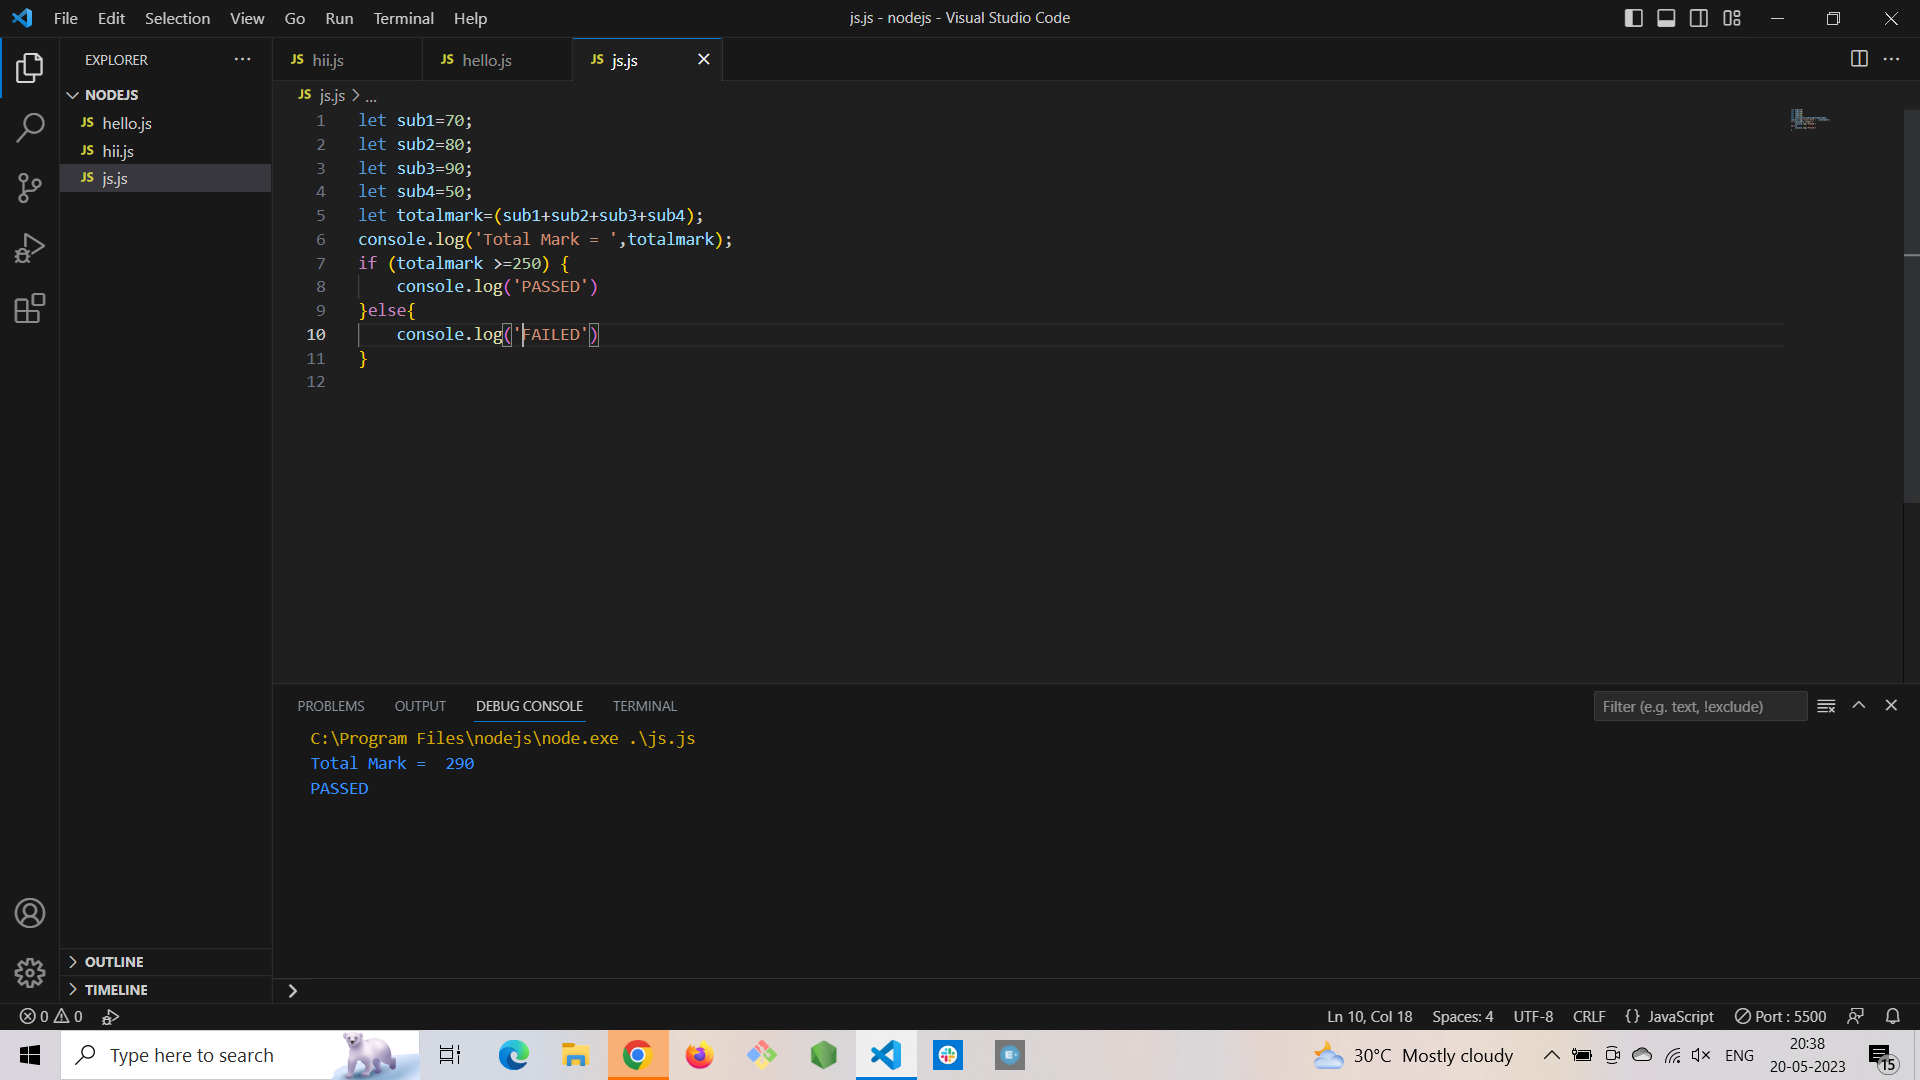 File Edit Selection View Go Run Terminal Help
js.js - nodejs - Visual Studio Code
EXPLORER
JS hii.js
JS hello.js
JS js.js
NODEJS
JS hello.js
JS hii.js
JS js.js
JS js.js > ...
1 let sub1=70;
2 let sub2=80;
3 let sub3=90;
4 let sub4=50;
5 let totalmark=(sub1+sub2+sub3+sub4);
6 console.log('Total Mark = ',totalmark);
7 if (totalmark >=250) {
8 console.log('PASSED')
9 }else{
10 console.log('FAILED')
11 }
12
PROBLEMS OUTPUT DEBUG CONSOLE TERMINAL
Filter (e.g. text, !exclude)
C:\Program Files\nodejs\node.exe .\js.js
Total Mark =  290
PASSED
OUTLINE
TIMELINE
0 0
Ln 10, Col 18 Spaces: 4 UTF-8 CRLF {} JavaScript Port : 5500
Type here to search
30°C Mostly cloudy
ENG
20:38
20-05-2023
15